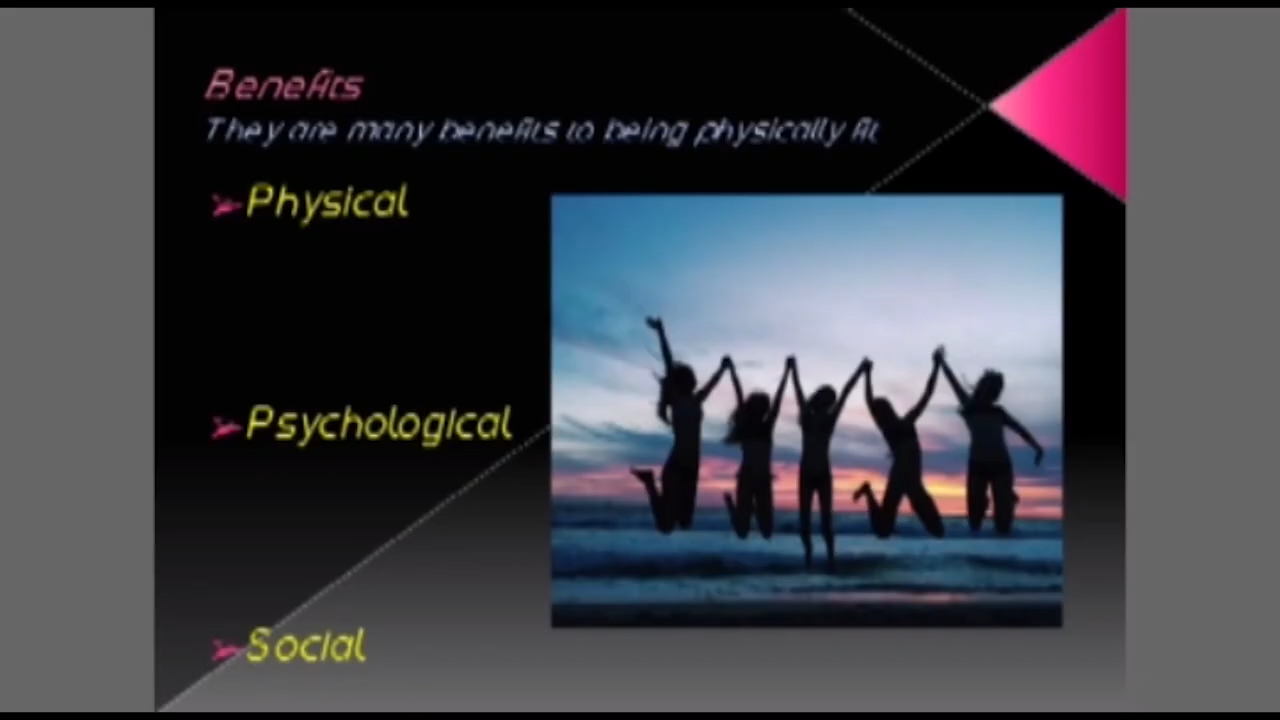 Benefits
They are many benefits to being physically fit
Physical
Psychological
Social